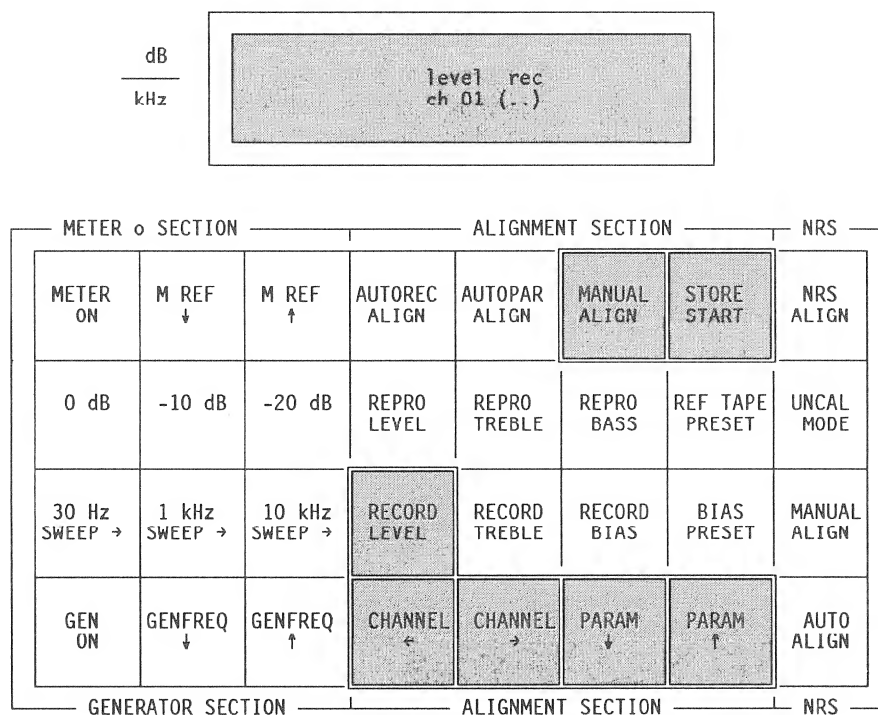 dB
kHz
level rec
ch 01 (..)
METER o SECTION
ALIGNMENT SECTION
NRS
METER ON
M REF ↓
M REF ↑
AUTOREC ALIGN
AUTOPAR ALIGN
MANUAL ALIGN
STORE START
NRS ALIGN
0 dB
-10 dB
-20 dB
REPRO LEVEL
REPRO TREBLE
REPRO BASS
REF TAPE PRESET
UNCAL MODE
30 Hz SWEEP →
1 kHz SWEEP →
10 kHz SWEEP →
RECORD LEVEL
RECORD TREBLE
RECORD BIAS
BIAS PRESET
MANUAL ALIGN
GEN ON
GENFREQ ↓
GENFREQ ↑
CHANNEL ←
CHANNEL →
PARAM ↓
PARAM ↑
AUTO ALIGN
GENERATOR SECTION
ALIGNMENT SECTION
NRS